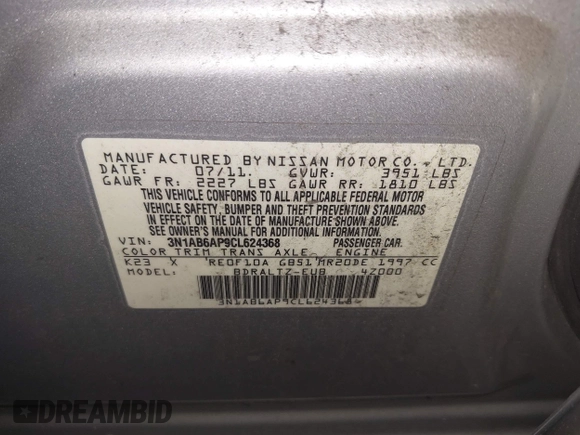 MANUFACTURED BY NISSAN MOTOR CO., LTD.
DATE: 07/11. GVWR: 3951 LBS
GAWR FR: 2227 LBS GAWR RR: 1810 LBS
THIS VEHICLE CONFORMS TO ALL APPLICABLE FEDERAL MOTOR
VEHICLE SAFETY, BUMPER AND THEFT PREVENTION STANDARDS
IN EFFECT ON THE DATE OF MANUFACTURE SHOWN ABOVE.
SEE OWNER'S MANUAL FOR ADDITIONAL INFORMATION.
VIN: 3N1AB6AP9CL624368 PASSENGER CAR.
COLOR TRIM TRANS AXLE ENGINE
K23 X RE0F10A GB51 MR20DE 1997 CC
MODEL: BDRALTZ-EUB 4Z000
3N1AB6AP9CL624368
DREAMBID